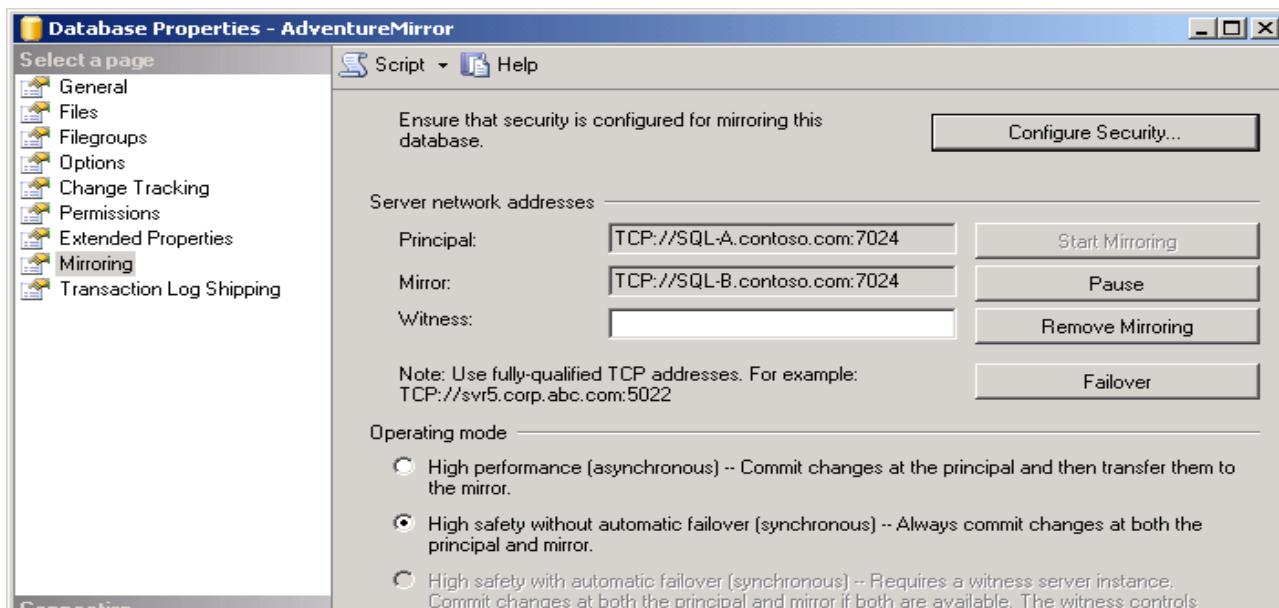 Database Properties - AdventureMirror
Select a page
General
Files
Filegroups
Options
Change Tracking
Permissions
Extended Properties
Mirroring
Transaction Log Shipping
Connection
Script
Help
Ensure that security is configured for mirroring this
database.
Configure Security...
Server network addresses
Principal:
TCP://SQL-A.contoso.com:7024
Start Mirroring
Mirror:
TCP://SQL-B.contoso.com:7024
Pause
Witness:
Remove Mirroring
Note: Use fully-qualified TCP addresses. For example:
TCP://svr5.corp.abc.com:5022
Failover
Operating mode
High performance (asynchronous) -- Commit changes at the principal and then transfer them to
the mirror.
High safety without automatic failover (synchronous) -- Always commit changes at both the
principal and mirror.
High safety with automatic failover (synchronous) -- Requires a witness server instance.
Commit changes at both the principal and mirror if both are available. The witness controls